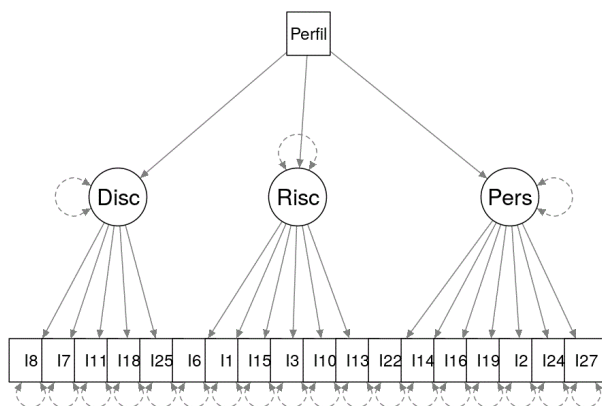 Perfil
Disc Risc Pers
I8 I7 I11 I18 I25 I6 I1 I15 I3 I10 I13 I22 I14 I16 I19 I2 I24 I27